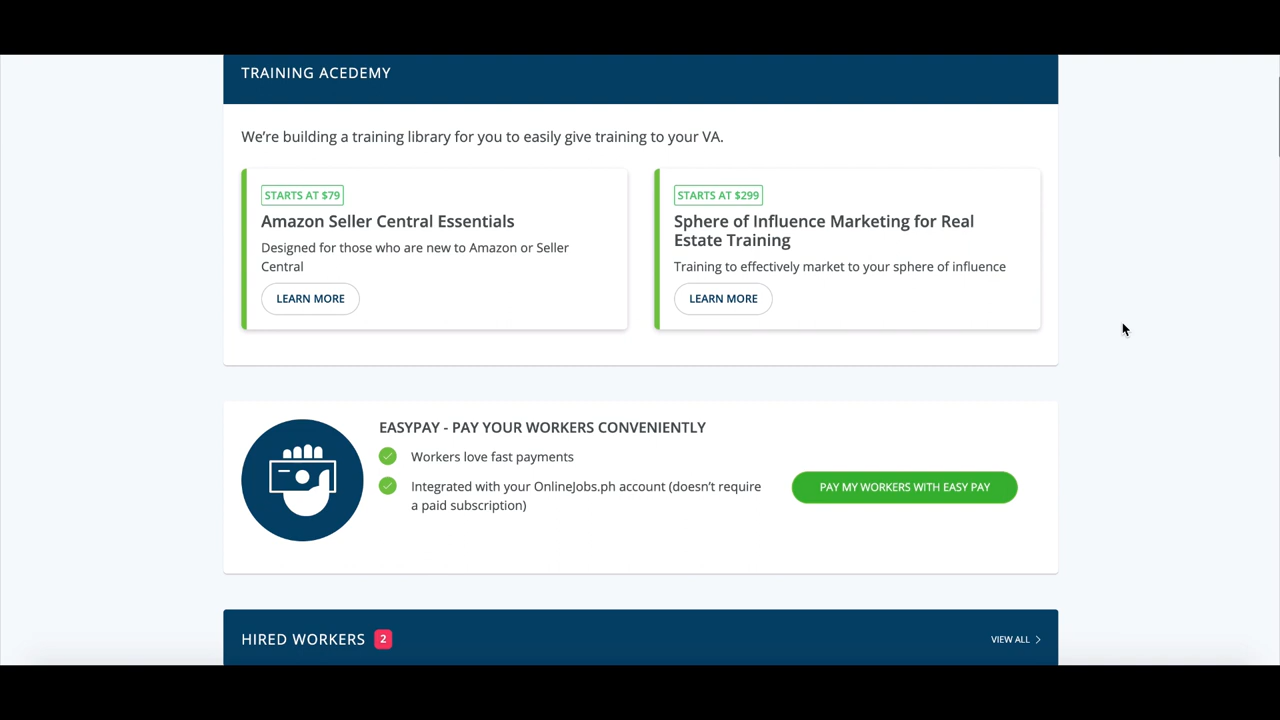 TRAINING ACEDEMY
We’re building a training library for you to easily give training to your VA.
STARTS AT $79
Amazon Seller Central Essentials
Designed for those who are new to Amazon or Seller
Central
LEARN MORE
STARTS AT $299
Sphere of Influence Marketing for Real
Estate Training
Training to effectively market to your sphere of influence
LEARN MORE
EASYPAY - PAY YOUR WORKERS CONVENIENTLY
Workers love fast payments
Integrated with your OnlineJobs.ph account (doesn’t require
a paid subscription)
PAY MY WORKERS WITH EASY PAY
HIRED WORKERS 2
VIEW ALL